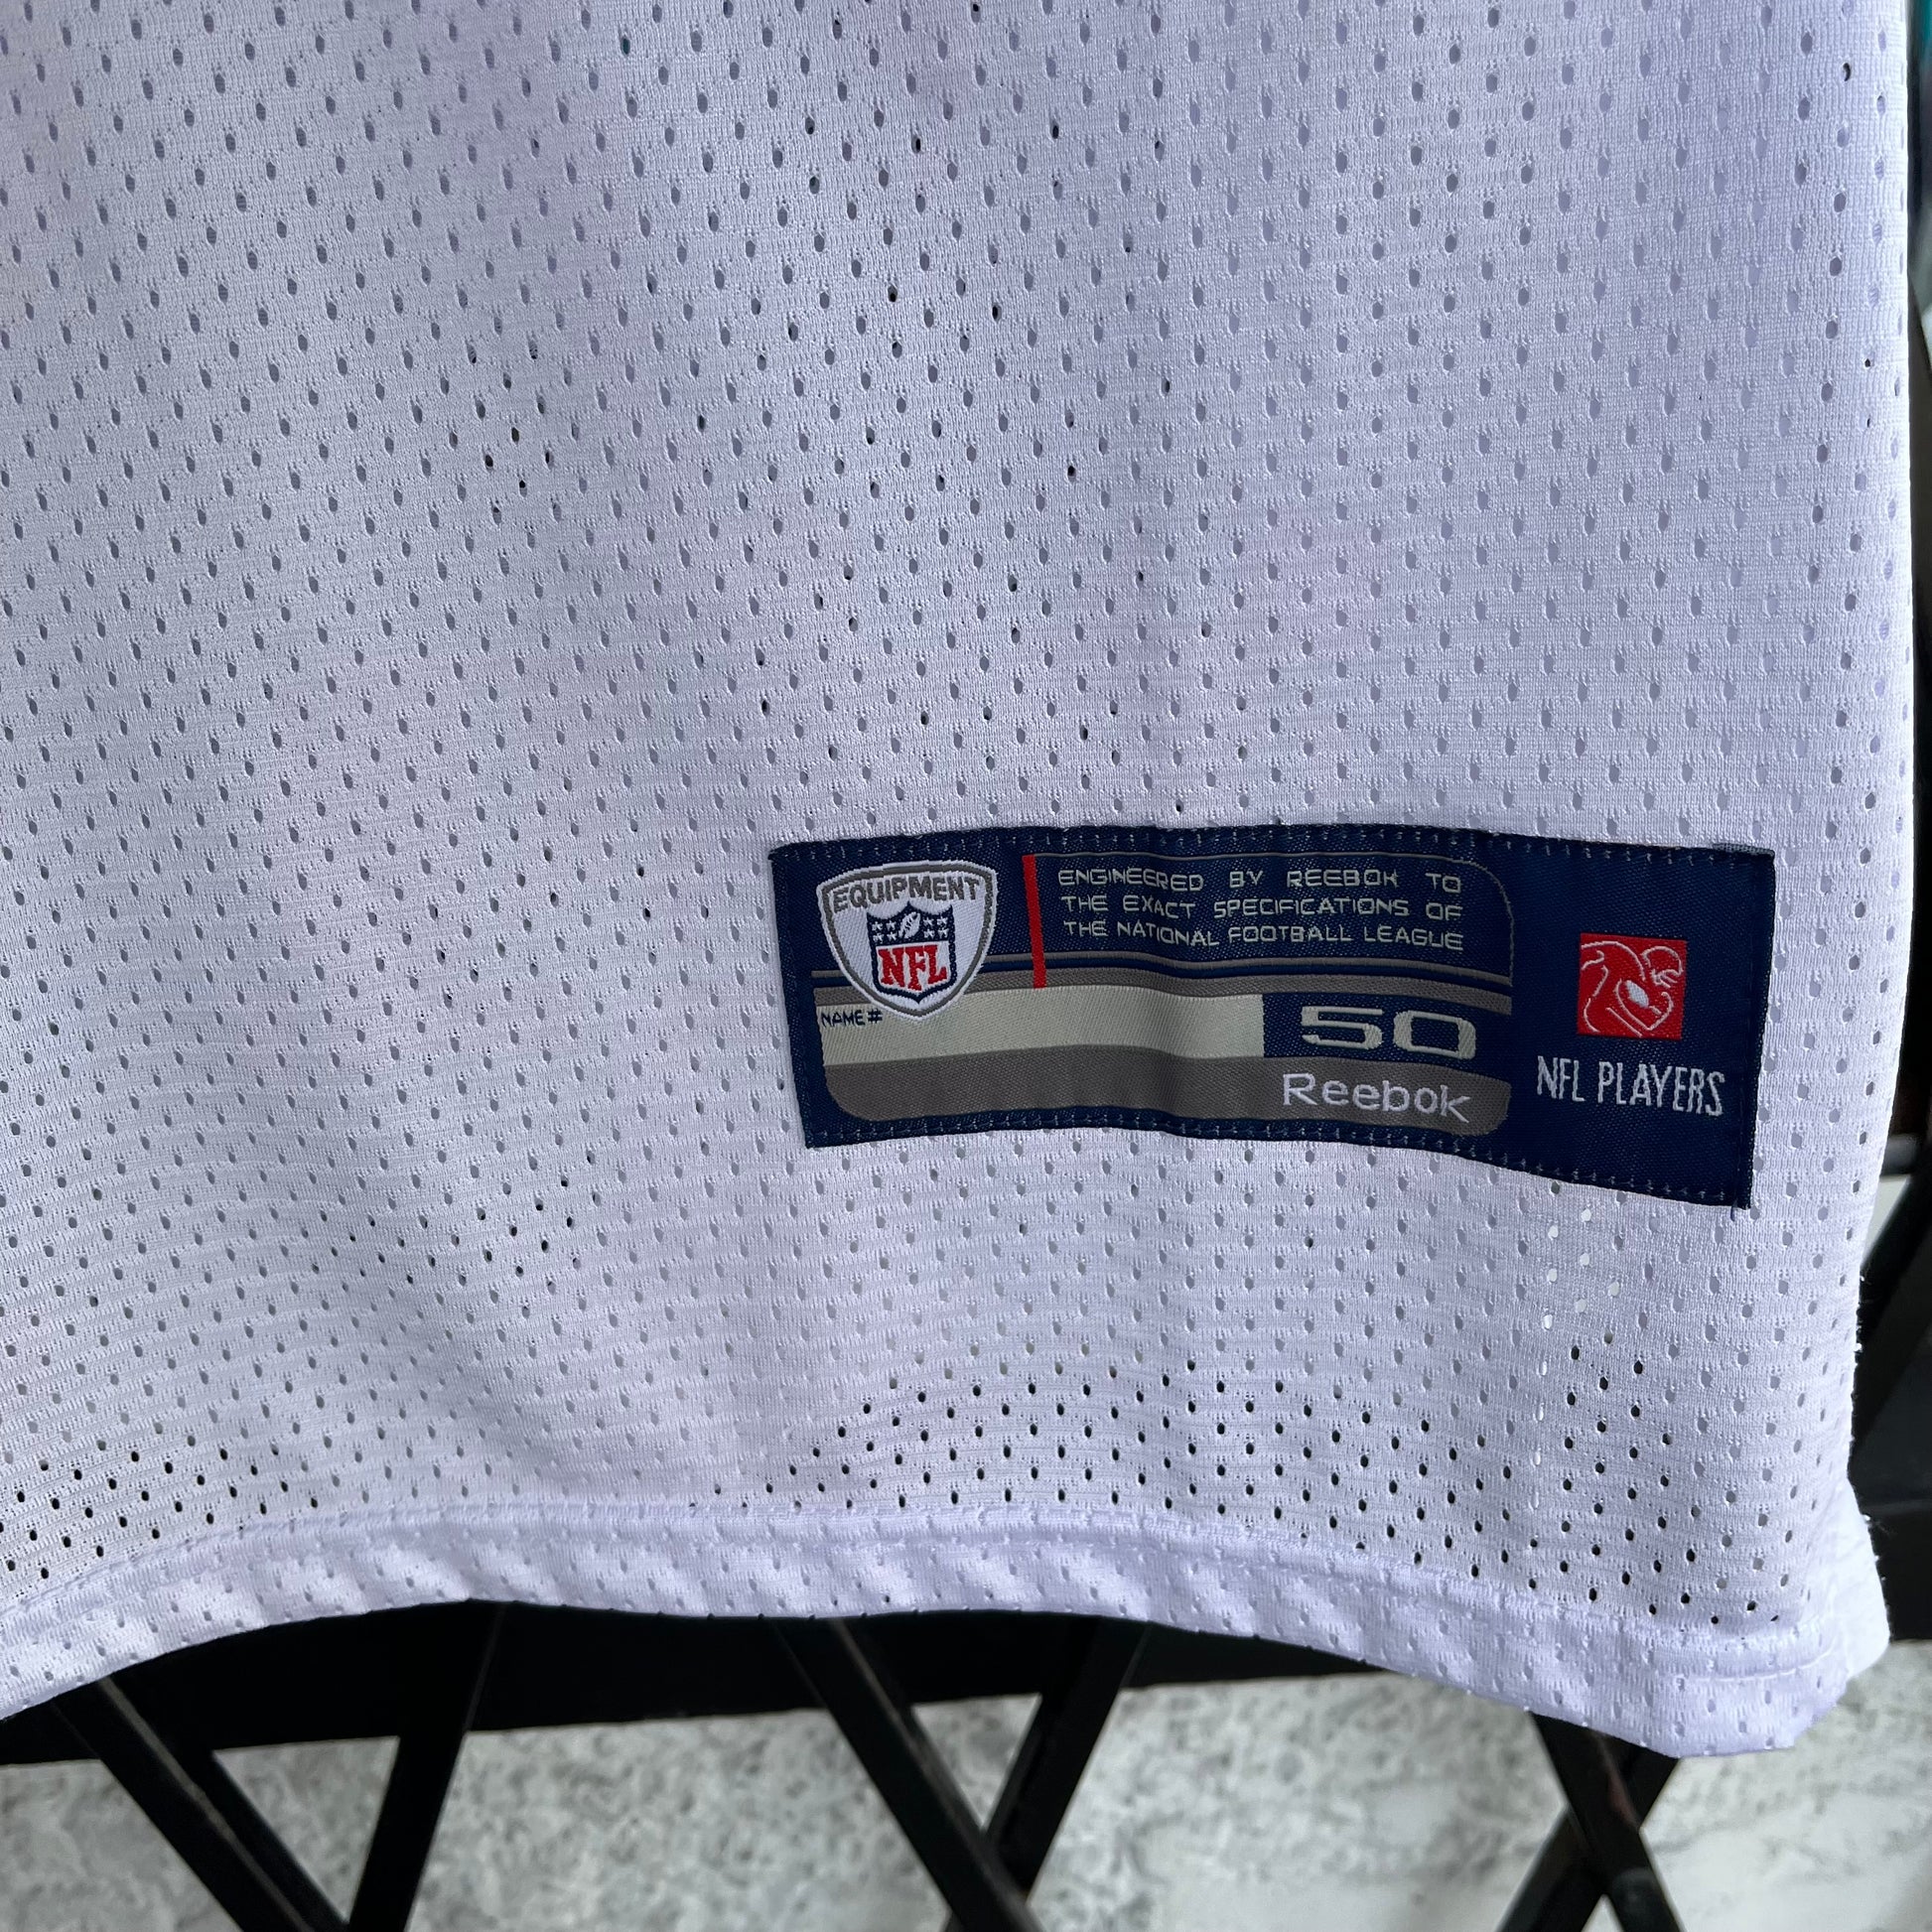 EQUIPMENT
NFL
ENGINEERED BY REEBOK TO
THE EXACT SPECIFICATIONS OF
THE NATIONAL FOOTBALL LEAGUE
NAME#
50
Reebok
NFL PLAYERS